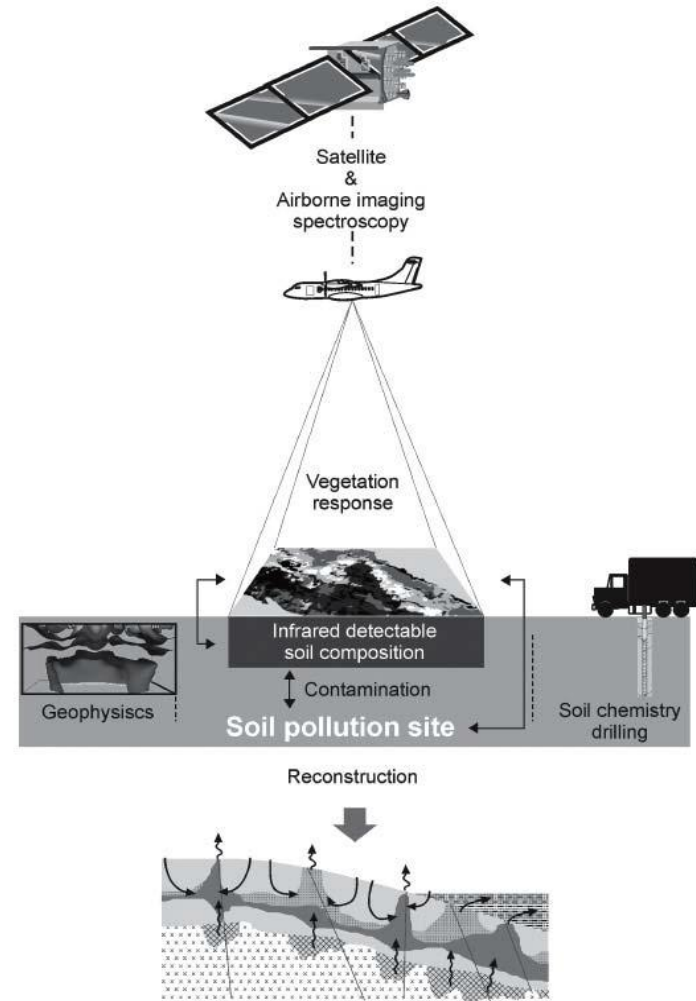 Satellite
&
Airborne imaging
spectroscopy
Vegetation
response
Infrared detectable
soil composition
Contamination
Geophysiscs
Soil pollution site
Soil chemistry
drilling
Reconstruction